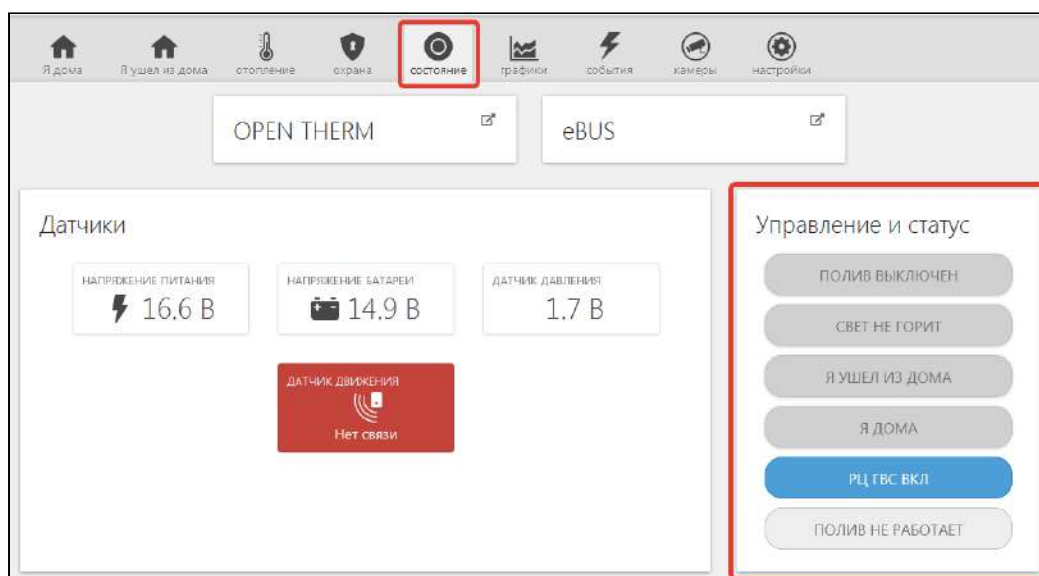 Я дома
Я ушел из дома
отопление
охрана
состояние
графики
события
камеры
настройки
OPEN THERM
eBUS
Датчики
НАПРЯЖЕНИЕ ПИТАНИЯ
16.6 В
НАПРЯЖЕНИЕ БАТАРЕИ
14.9 В
ДАТЧИК ДАВЛЕНИЯ
1.7 В
ДАТЧИК ДВИЖЕНИЯ
Нет связи
Управление и статус
ПОЛИВ ВЫКЛЮЧЕН
СВЕТ НЕ ГОРИТ
Я УШЕЛ ИЗ ДОМА
Я ДОМА
РЦ ГВС ВКЛ
ПОЛИВ НЕ РАБОТАЕТ